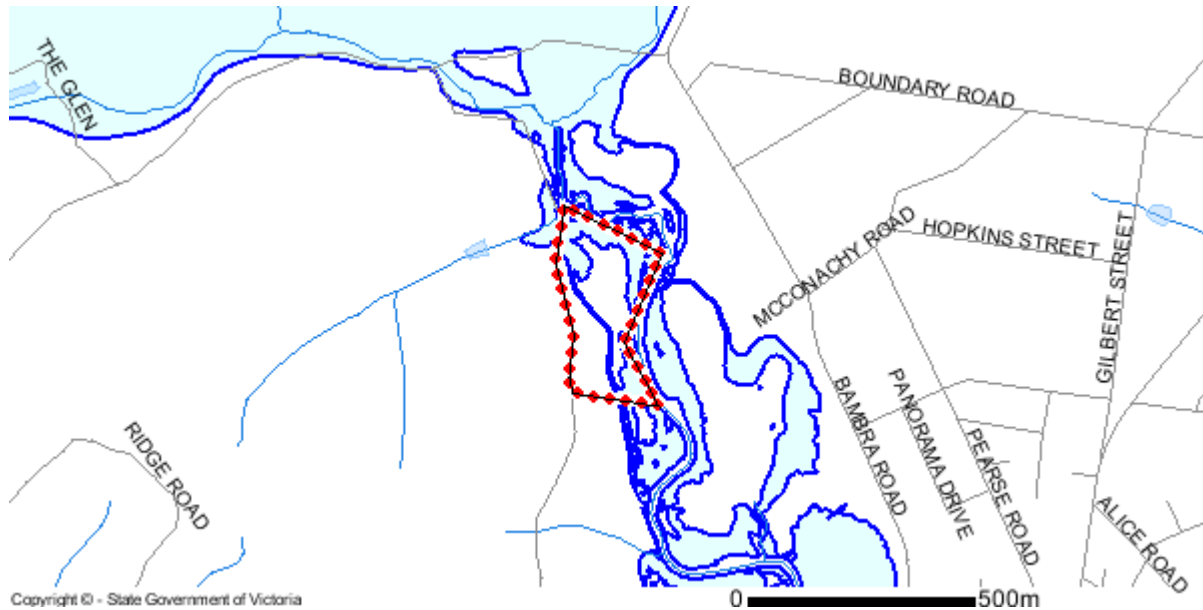 THE GLEN
BOUNDARY ROAD
MCCONACHY ROAD
HOPKINS STREET
GILBERT STREET
BAMBRA ROAD
PANORAMA DRIVE
PEARSE ROAD
RIDGE ROAD
ALICE ROAD
Copyright © - State Government of Victoria
0 500m